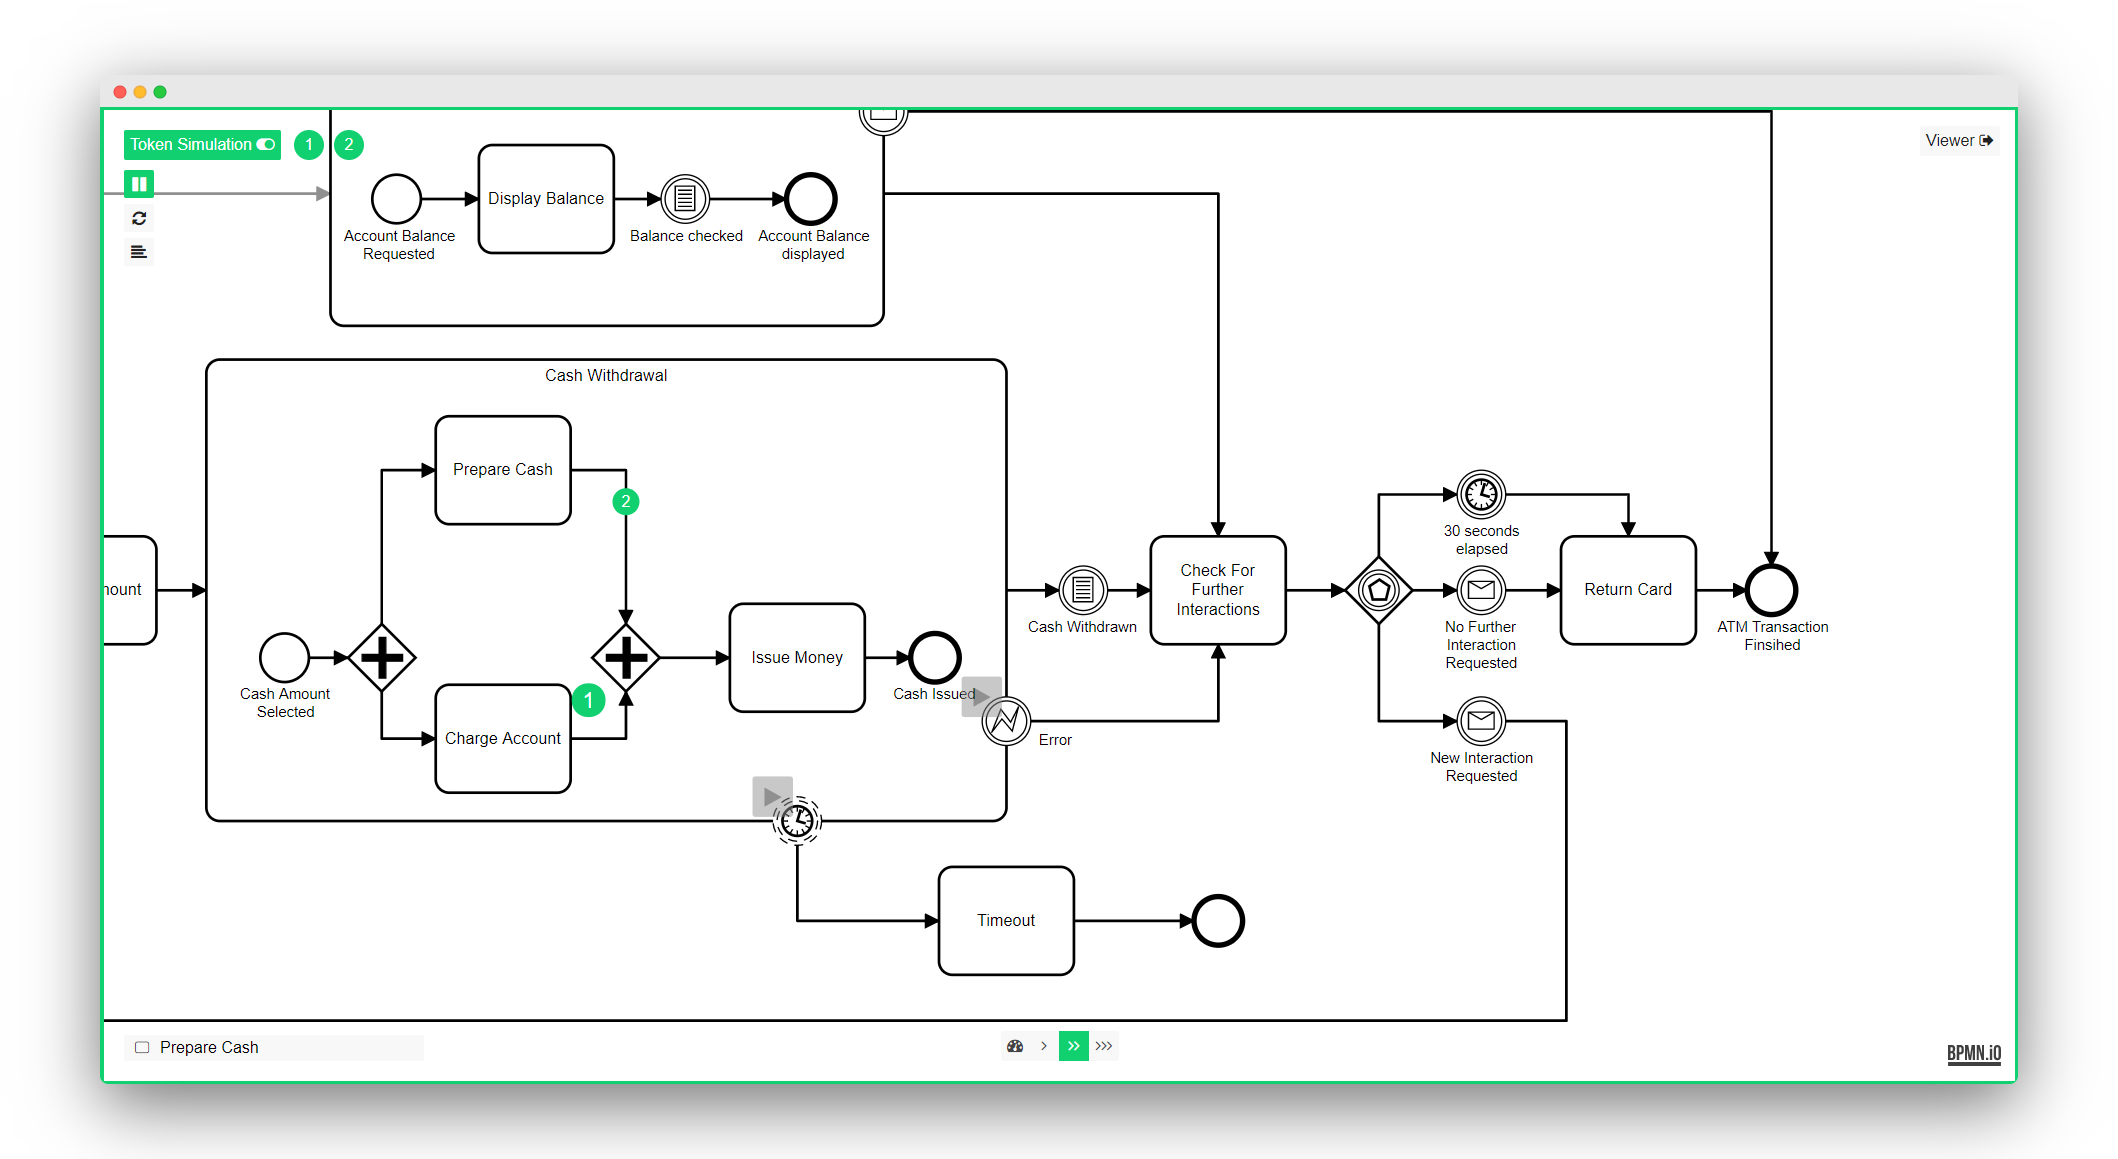 Token Simulation
1
2
Viewer
Display Balance
Account Balance
Requested
Balance checked
Account Balance
displayed
Cash Withdrawal
Prepare Cash
2
30 seconds
elapsed
Check For
Further
Interactions
Return Card
nount
Cash Withdrawn
No Further
Interaction
Requested
ATM Transaction
Finsihed
Issue Money
Cash Amount
Selected
1
Cash Issued
Charge Account
Error
New Interaction
Requested
Timeout
Prepare Cash
BPMN.iO